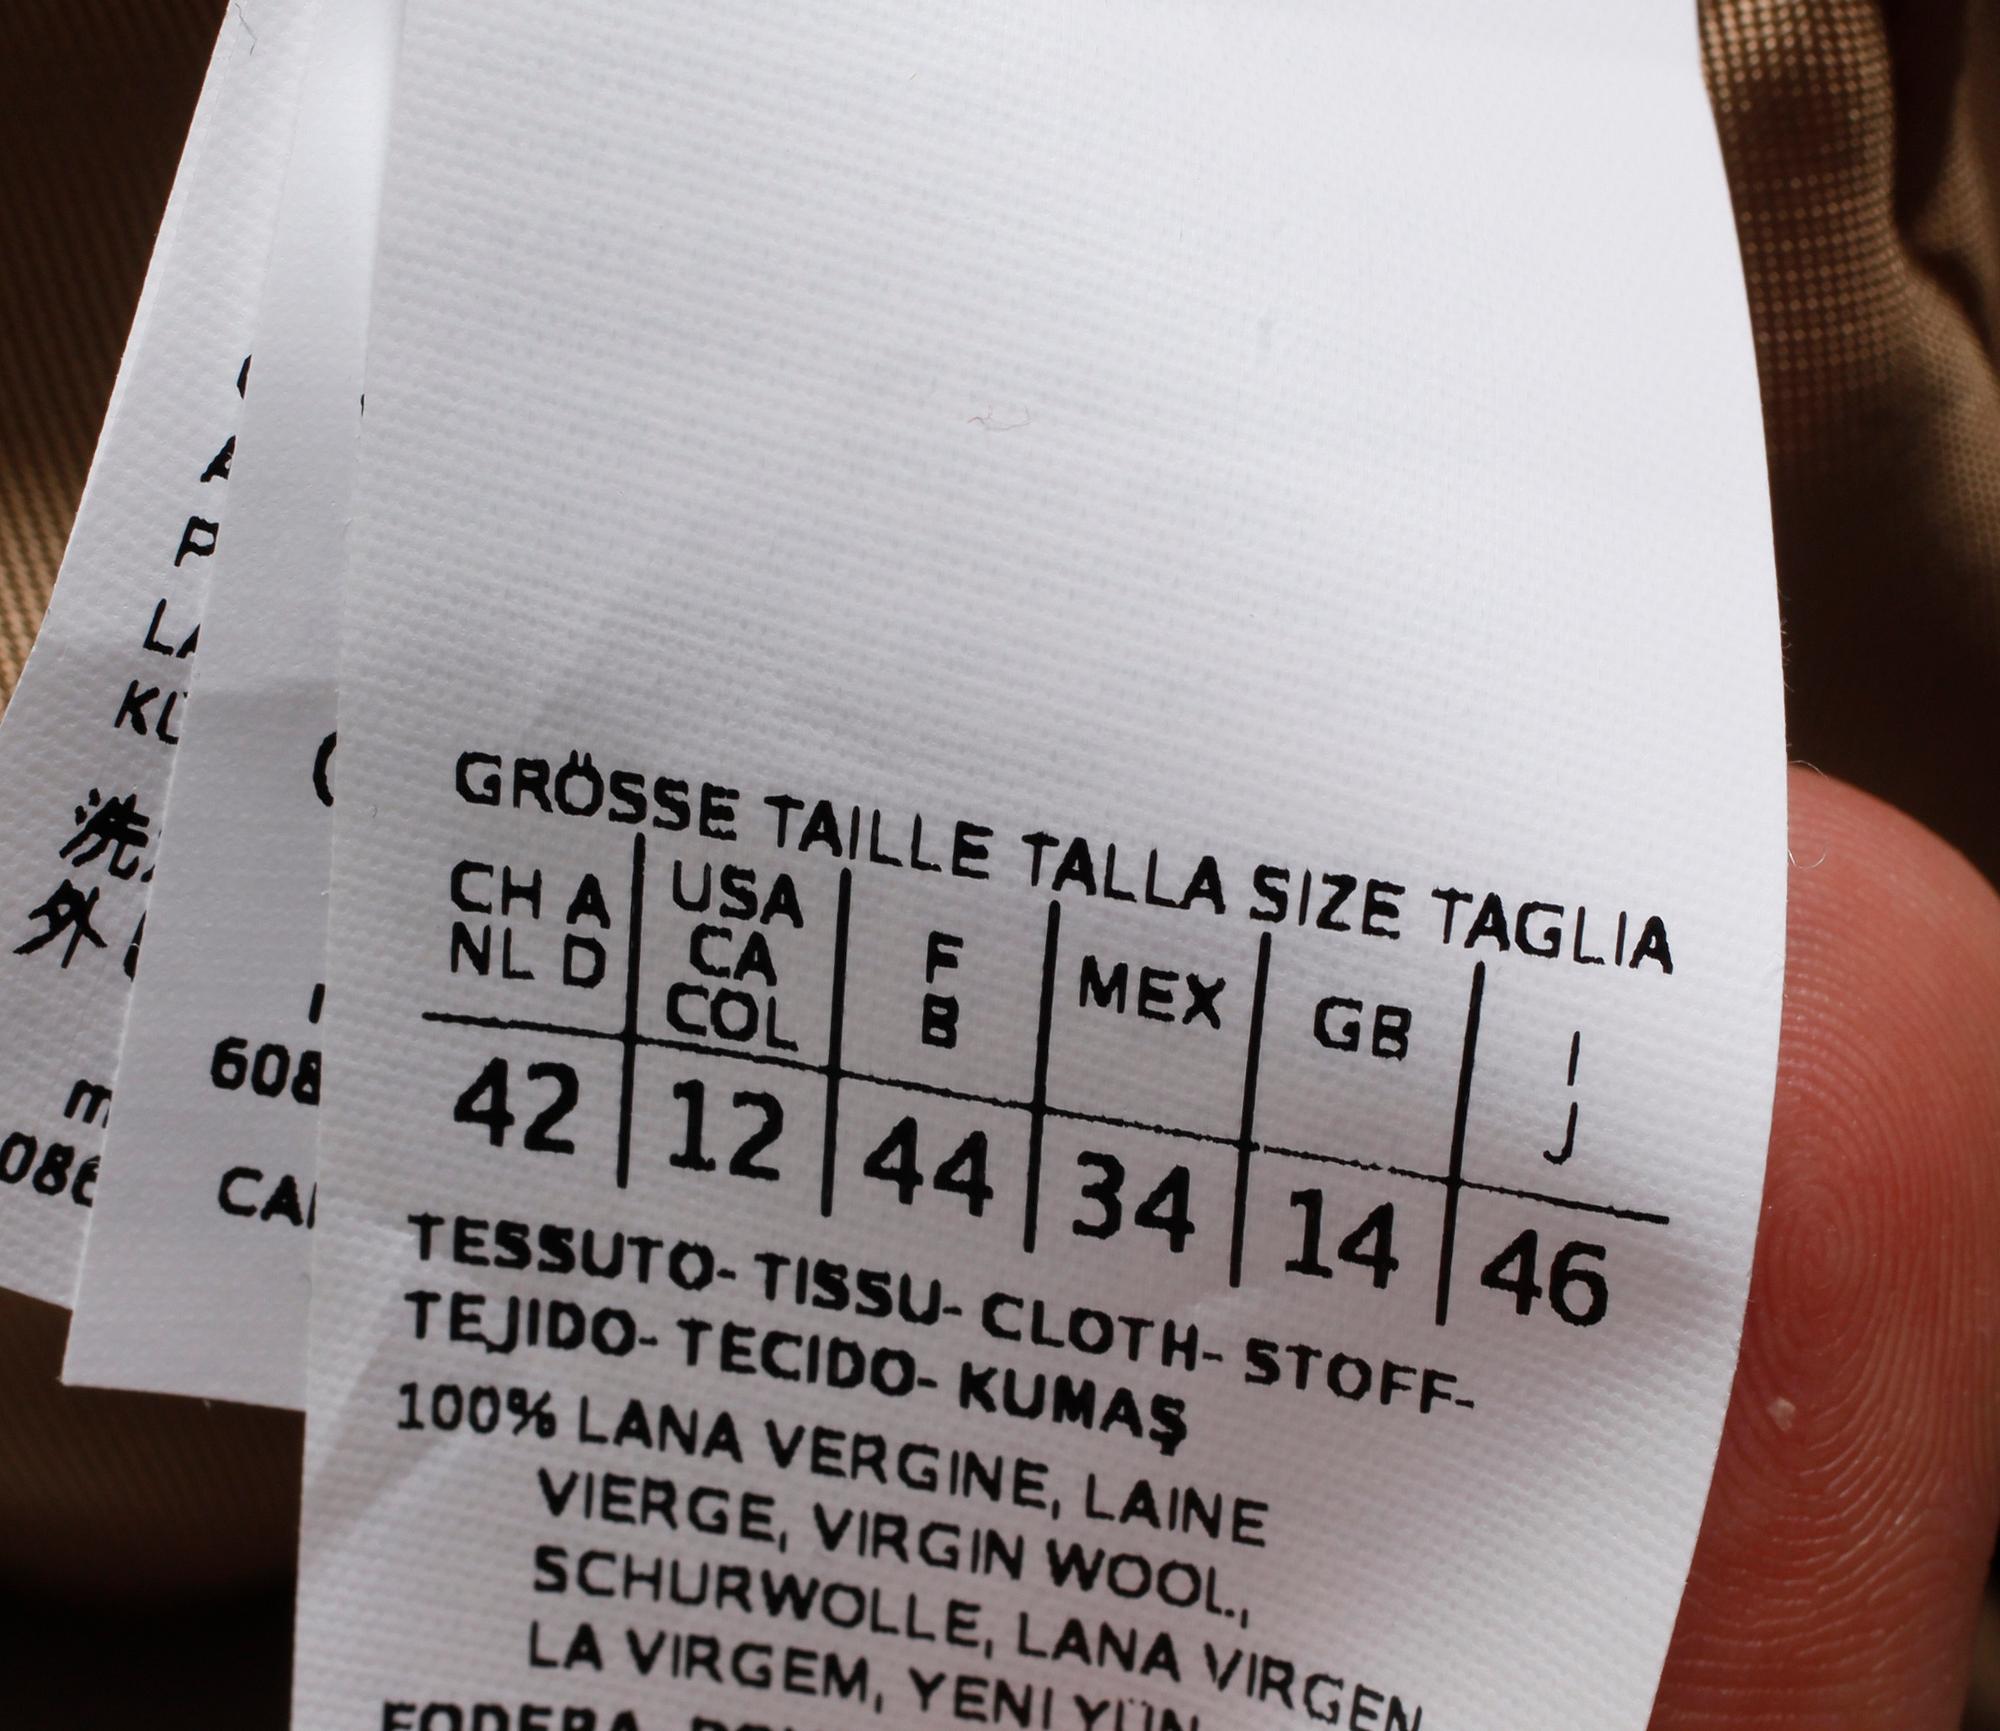 GRÖSSE TAILLE TALLA SIZE TAGLIA
CH A NL D | USA CA COL | F B | MEX | GB | I J
42 | 12 | 44 | 34 | 14 | 46
TESSUTO- TISSU- CLOTH- STOFF-
TEJIDO- TECIDO- KUMAŞ
100% LANA VERGINE, LAINE
VIERGE, VIRGIN WOOL.,
SCHURWOLLE, LANA VIRGEN
LA VIRGEM, YENI YÜN
FODERA